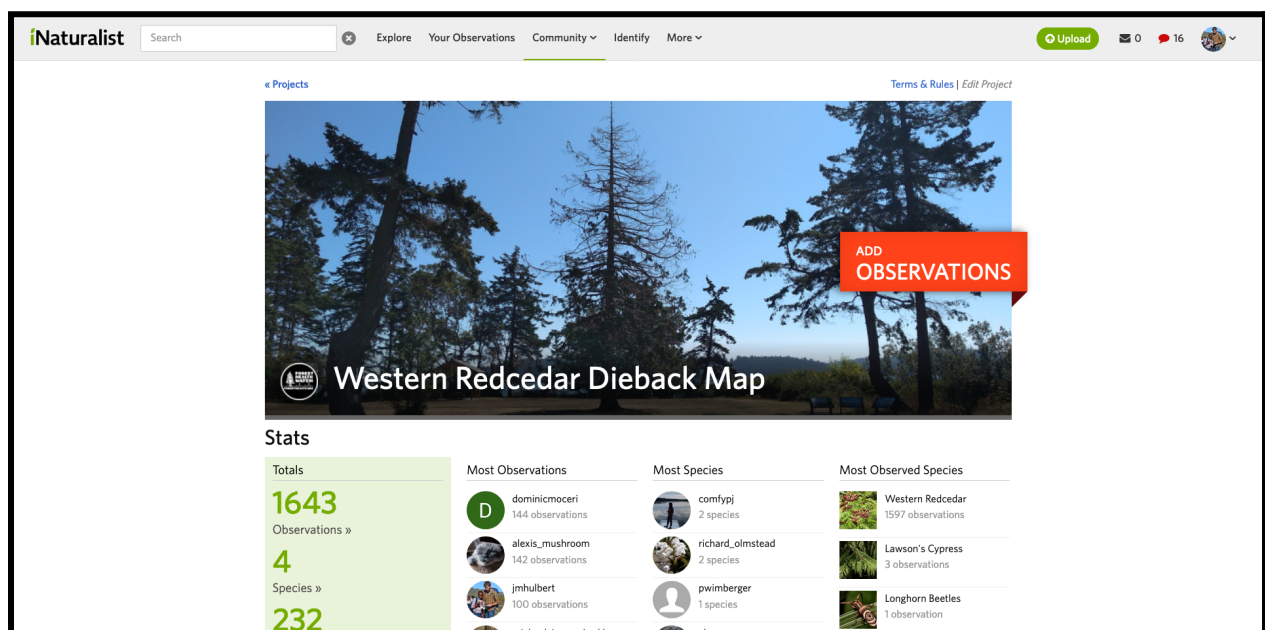 iNaturalist
Search
Explore
Your Observations
Community
Identify
More
Upload
0
16
« Projects
Terms & Rules | Edit Project
ADD
OBSERVATIONS
Western Redcedar Dieback Map
Stats
Totals
1643
Observations »
4
Species »
232
Most Observations
D
dominicmoceri
144 observations
alexis_mushroom
142 observations
jmhulbert
100 observations
Most Species
comfypj
2 species
richard_olmstead
2 species
pwimberger
1 species
Most Observed Species
Western Redcedar
1597 observations
Lawson's Cypress
3 observations
Longhorn Beetles
1 observation